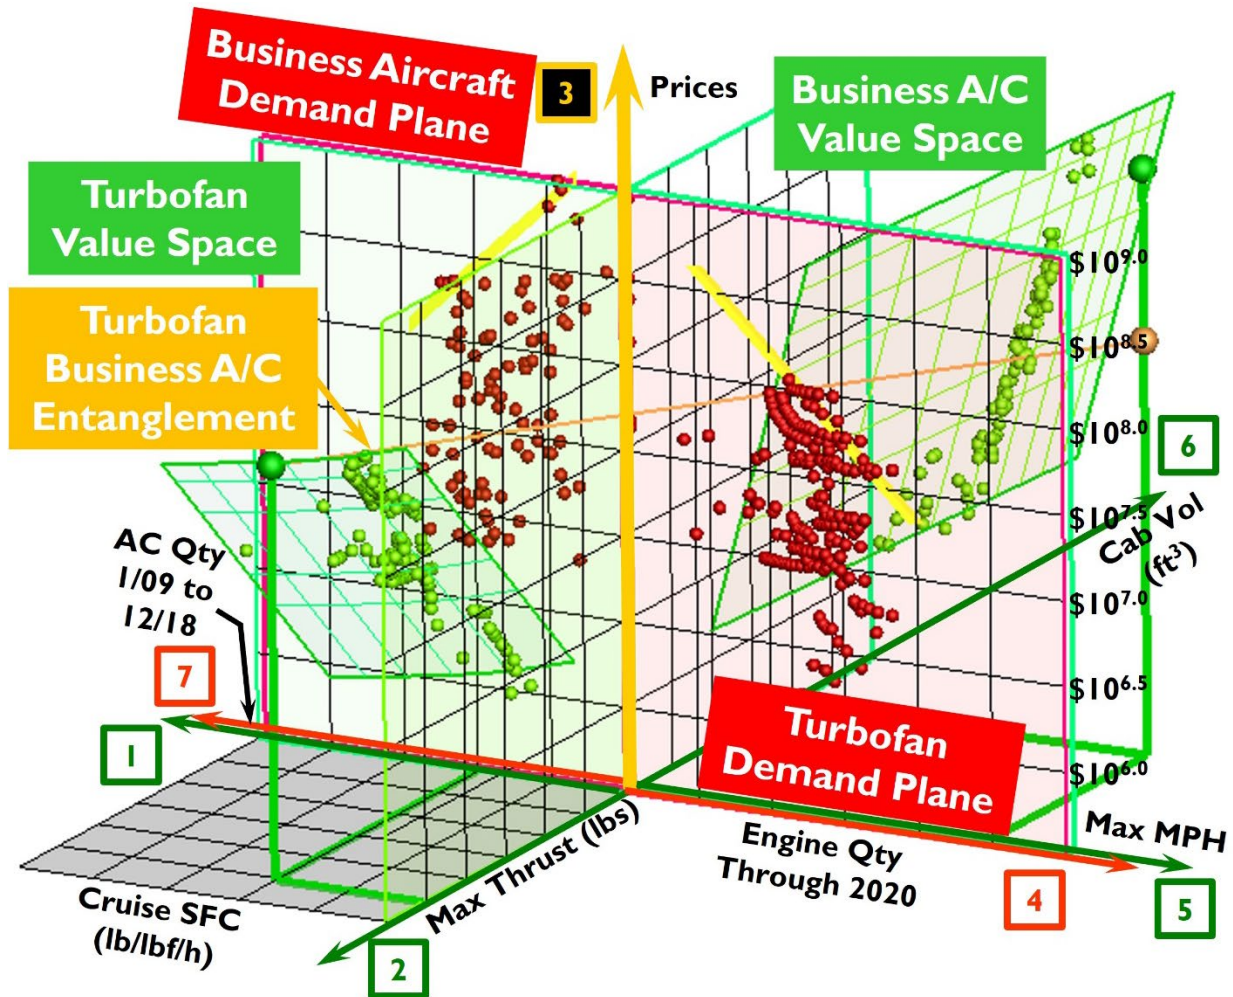 Business Aircraft
Demand Plane
3
Prices
Business A/C
Value Space
Turbofan
Value Space
Turbofan
Business A/C
Entanglement
$10^9.0
$10^8.5
$10^8.0
$10^7.5
$10^7.0
$10^6.5
$10^6.0
6
Cab Vol
(ft³)
AC Qty
1/09 to
12/18
7
1
Turbofan
Demand Plane
Max MPH
Max Thrust (lbs)
Engine Qty
Through 2020
4
5
Cruise SFC
(lb/lbf/h)
2